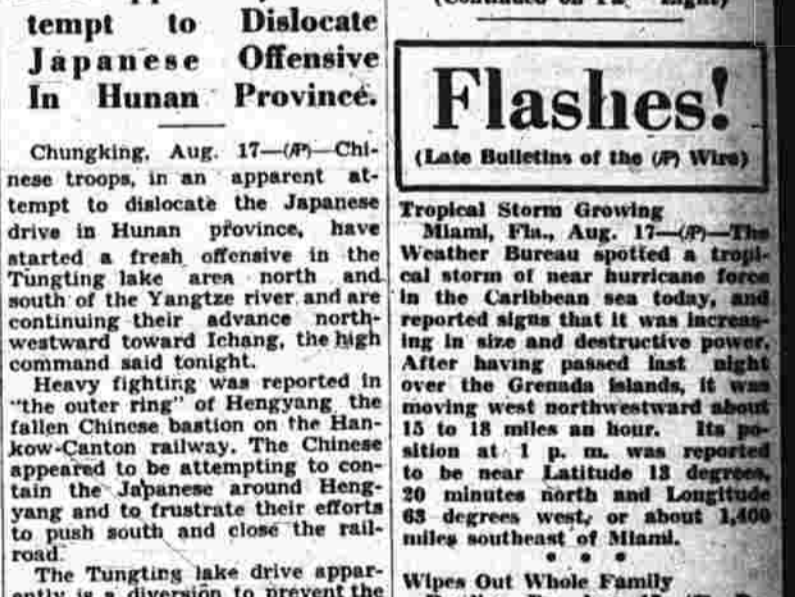 tempt to Dislocate
Japanese Offensive
In Hunan Province.
Chungking, Aug. 17—(AP)—Chi-
nese troops, in an apparent at-
tempt to dislocate the Japanese
drive in Hunan province, have
started a fresh offensive in the
Tungting lake area north and
south of the Yangtze river and are
continuing their advance north-
westward toward Ichang, the high
command said tonight.
Heavy fighting was reported in
"the outer ring" of Hengyang the
fallen Chinese bastion on the Han-
kow-Canton railway. The Chinese
appeared to be attempting to con-
tain the Japanese around Heng-
yang and to frustrate their efforts
to push south and close the rail-
road.
The Tungting lake drive appar-
ently is a diversion to prevent the
Flashes!
(Late Bulletins of the (AP) Wire)
Tropical Storm Growing
Miami, Fla., Aug. 17—(AP)—The
Weather Bureau spotted a tropi-
cal storm of near hurricane force
in the Caribbean sea today, and
reported signs that it was increas-
ing in size and destructive power.
After having passed last night
over the Grenada islands, it was
moving west northwestward about
15 to 18 miles an hour. Its po-
sition at 1 p. m. was reported
to be near Latitude 13 degrees,
20 minutes north and Longitude
63 degrees west, or about 1,400
miles southeast of Miami.
* * *
Wipes Out Whole Family